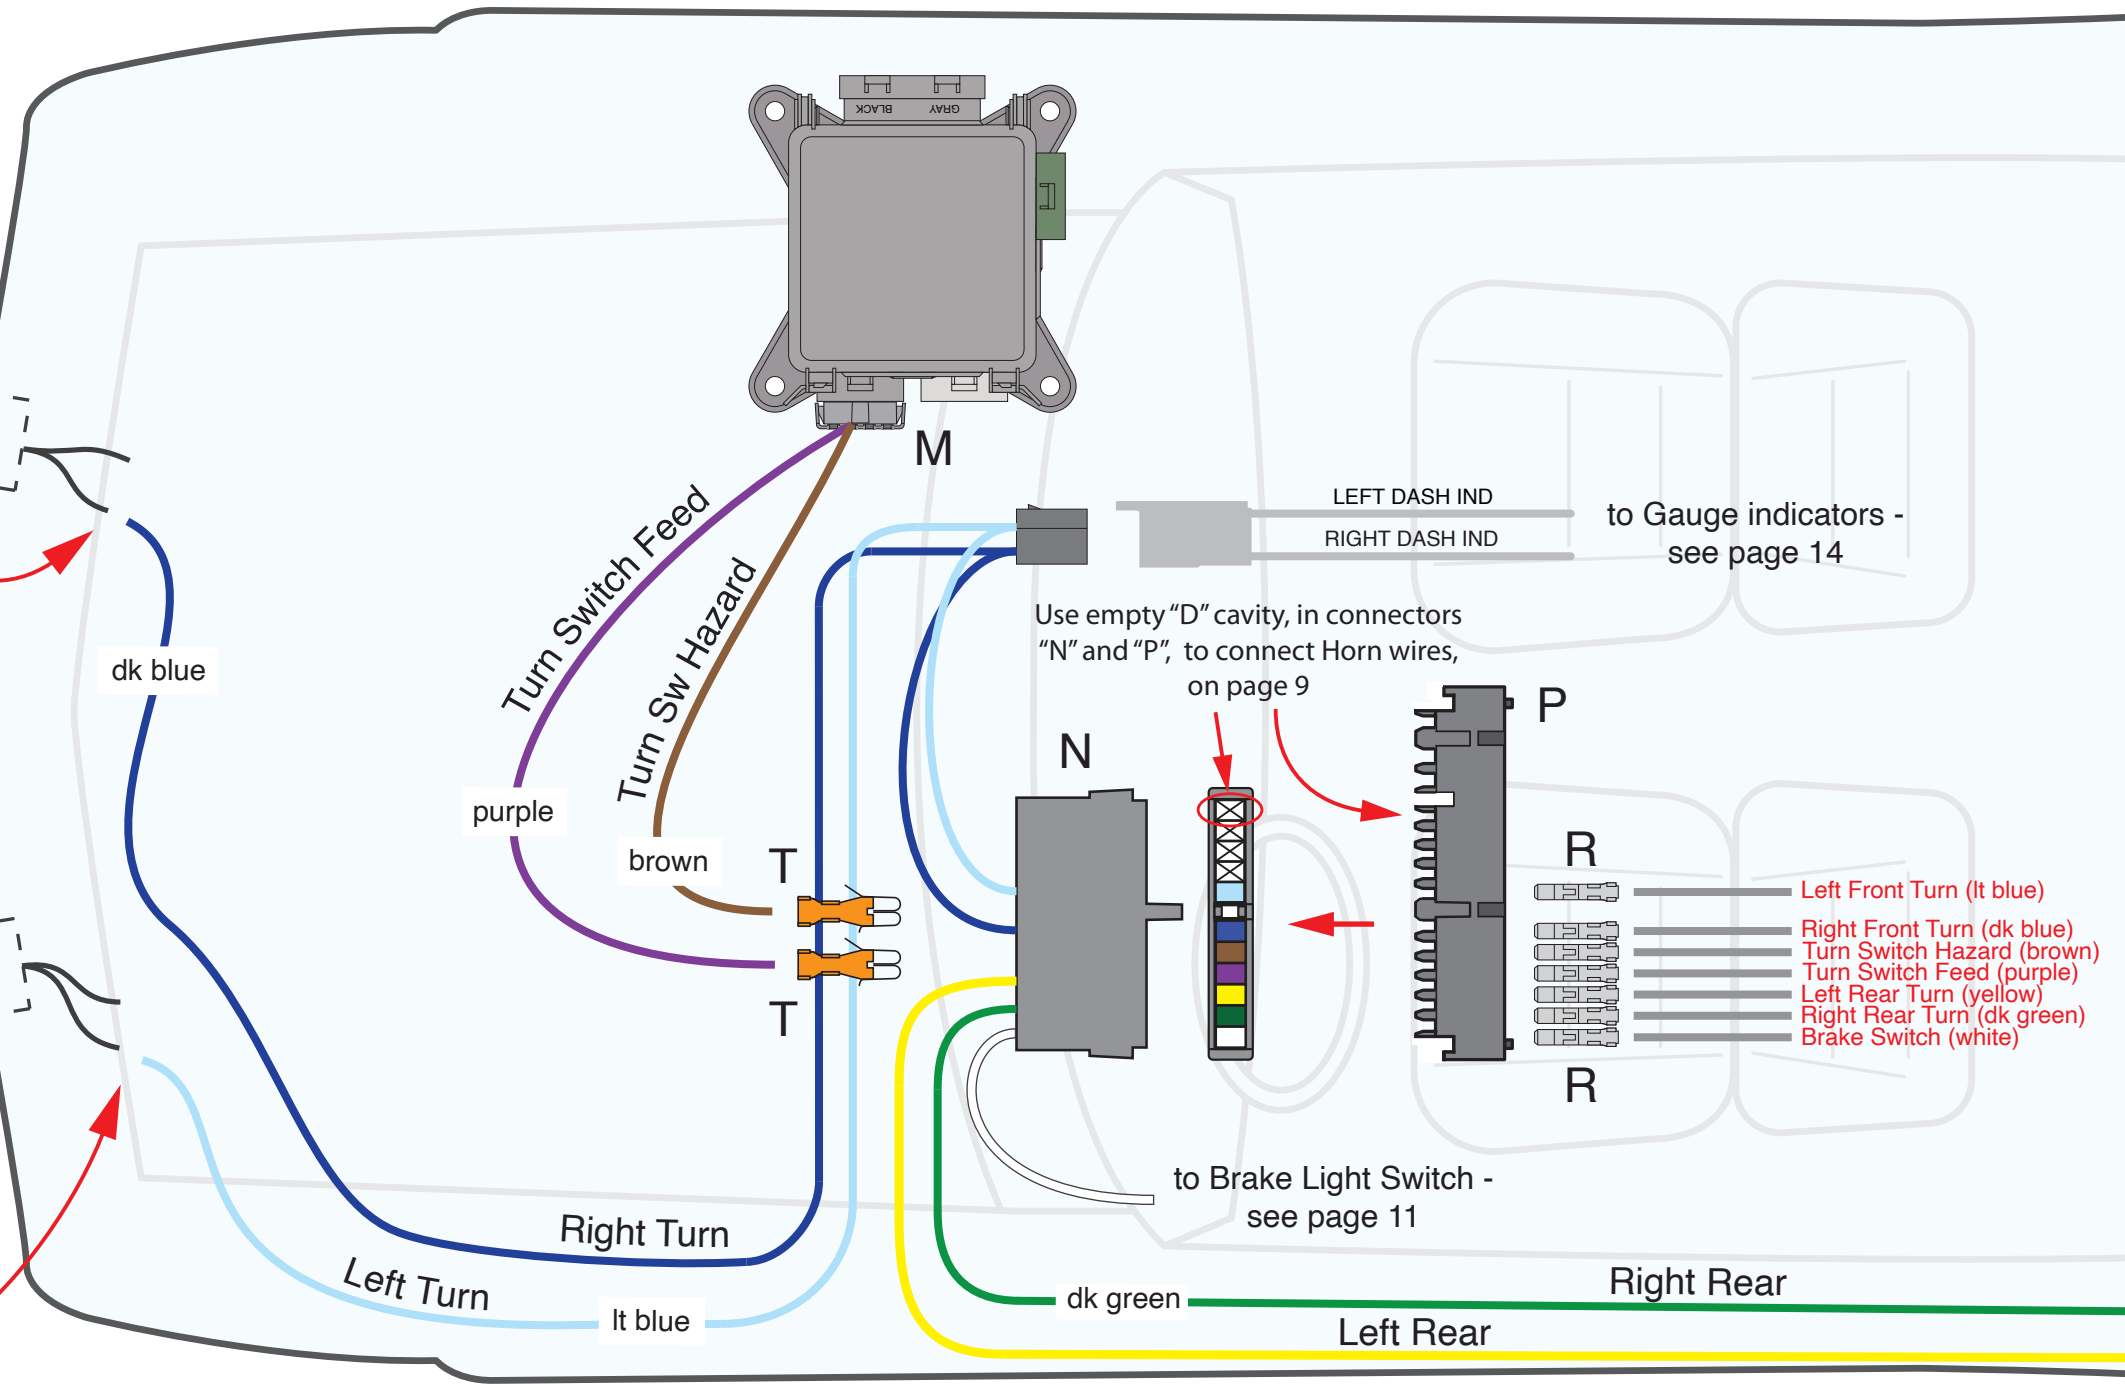 BLACK
GRAY
M
Turn Switch Feed
Turn Sw Hazard
LEFT DASH IND
RIGHT DASH IND
to Gauge indicators -
see page 14
Use empty “D” cavity, in connectors
“N” and “P”, to connect Horn wires,
on page 9
dk blue
P
N
purple
brown
T
T
R
Left Front Turn (lt blue)
Right Front Turn (dk blue)
Turn Switch Hazard (brown)
Turn Switch Feed (purple)
Left Rear Turn (yellow)
Right Rear Turn (dk green)
Brake Switch (white)
R
to Brake Light Switch -
see page 11
Right Turn
Left Turn
lt blue
dk green
Right Rear
Left Rear